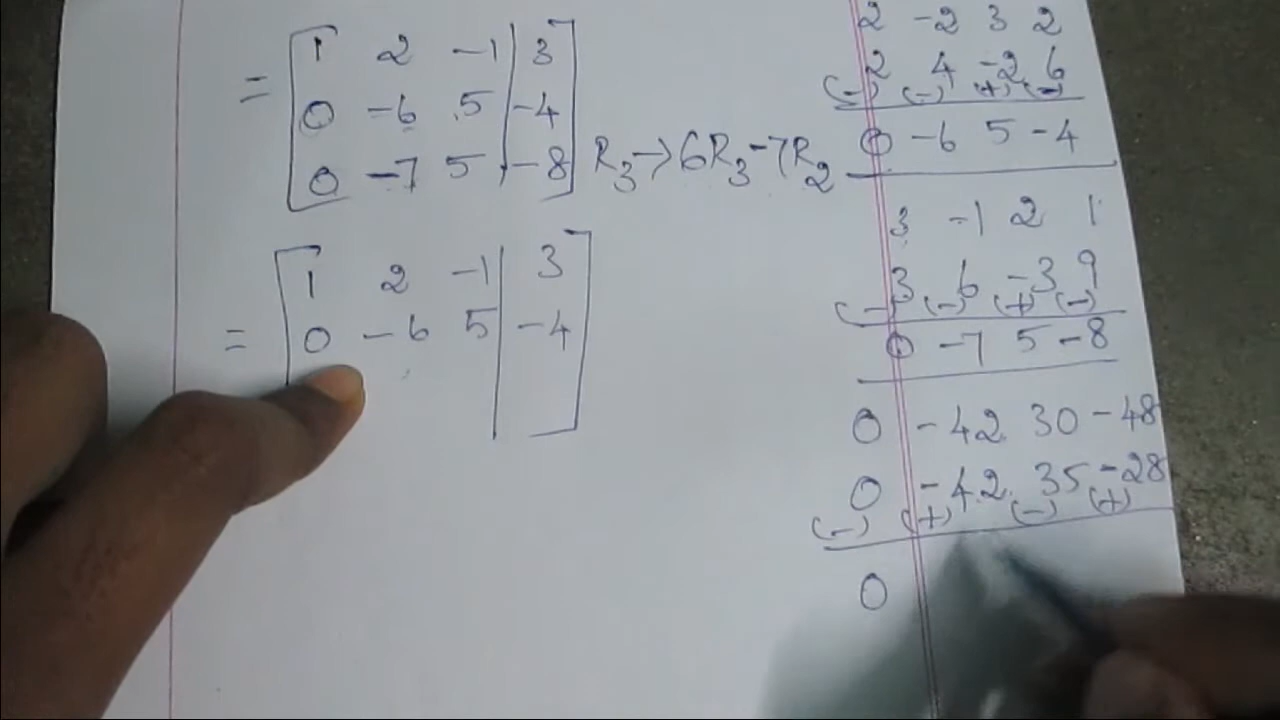 = [ 1 2 -1 | 3 ]
0 -6 5 | -4
0 -7 5 | -8 R3→6R3-7R2
= [ 1 2 -1 | 3 ]
0 -6 5 | -4
2 -2 3 2
2 4 -2 6
(-) (-) (+) (-)
0 -6 5 -4
3 -1 2 1
3 6 -3 9
(-) (-) (+) (-)
0 -7 5 -8
0 -42 30 -48
0 -42 35 -28
(-) (+) (-) (+)
0